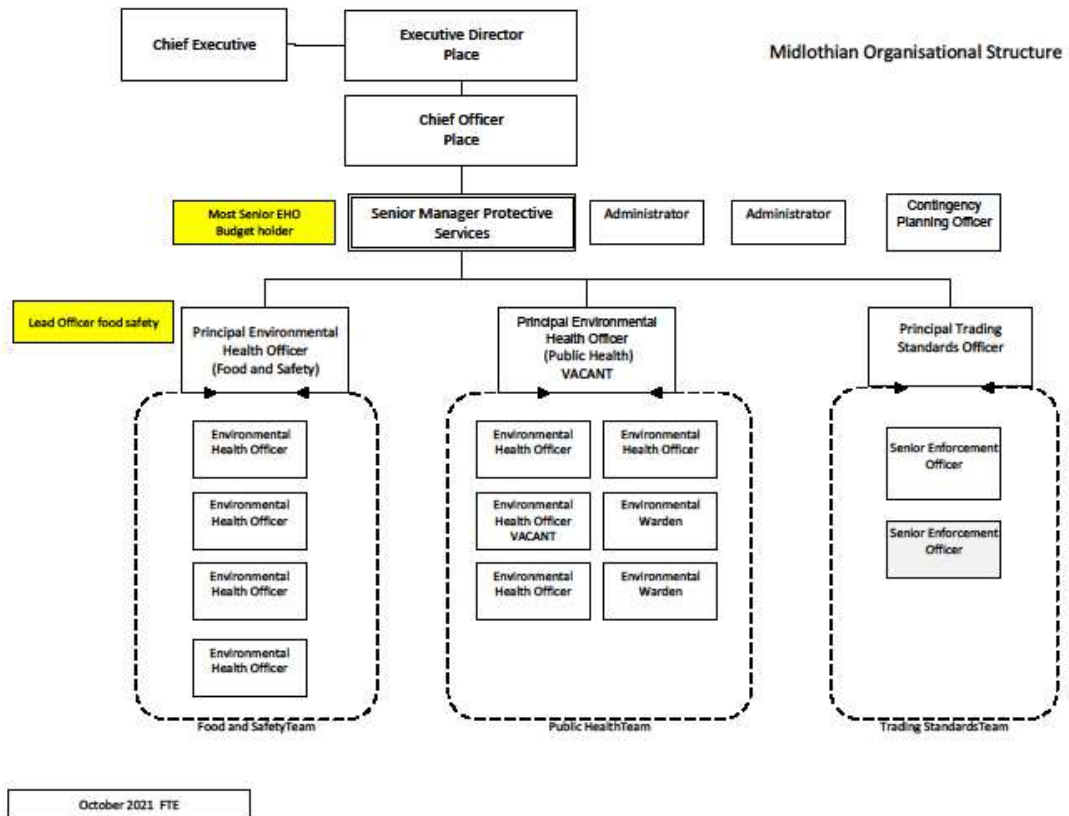 Chief Executive
Executive Director
Place
Midlothian Organisational Structure
Chief Officer
Place
Most Senior EHO
Budget holder
Senior Manager Protective
Services
Administrator
Administrator
Contingency
Planning Officer
Lead Officer food safety
Principal Environmental
Health Officer
(Food and Safety)
Principal Environmental
Health Officer
(Public Health)
VACANT
Principal Trading
Standards Officer
Environmental
Health Officer
Environmental
Health Officer
Environmental
Health Officer
Environmental
Health Officer
Food and SafetyTeam
Environmental
Health Officer
Environmental
Health Officer
Environmental
Health Officer
VACANT
Environmental
Warden
Environmental
Health Officer
Environmental
Warden
Public HealthTeam
Senior Enforcement
Officer
Senior Enforcement
Officer
Trading StandardsTeam
October 2021 FTE